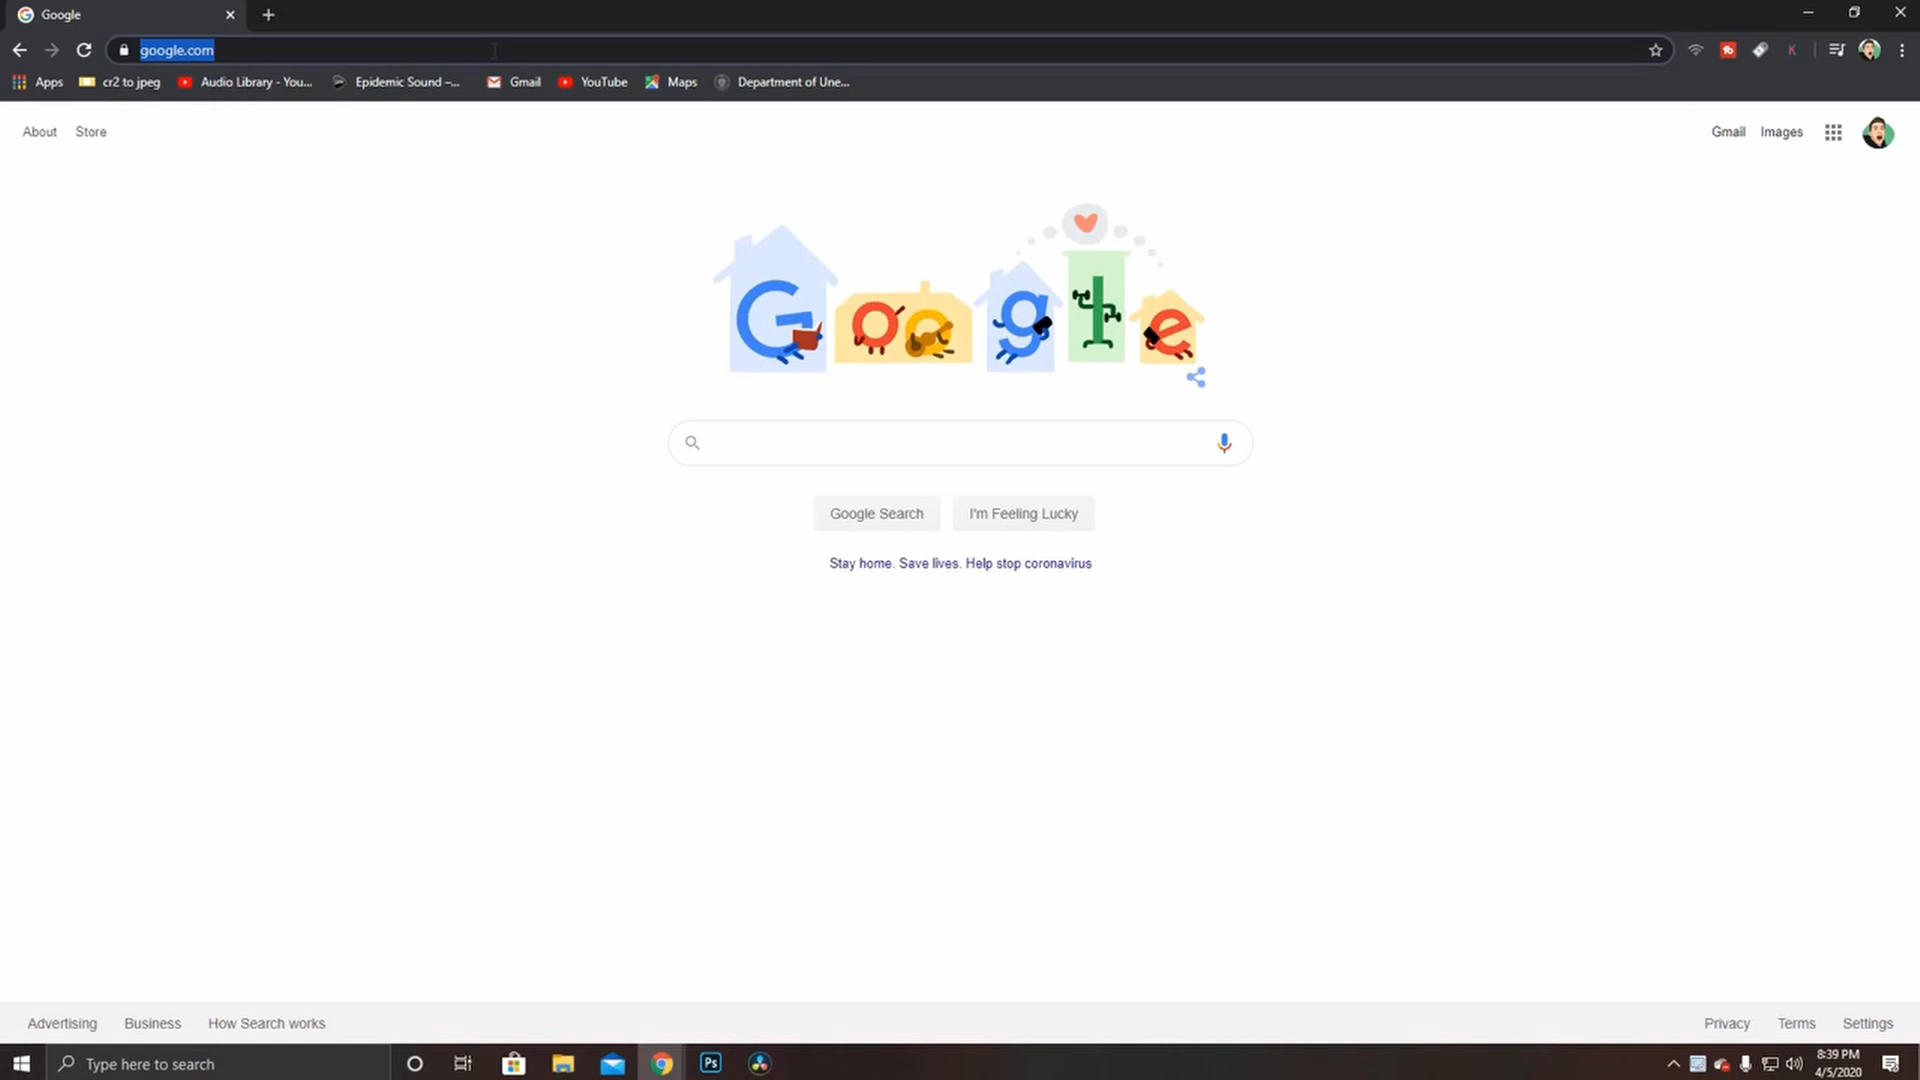 Google
google.com
Apps cr2 to jpeg Audio Library - You... Epidemic Sound –... Gmail YouTube Maps Department of Une...
About Store Gmail Images
Google
Google Search I'm Feeling Lucky
Stay home. Save lives. Help stop coronavirus
Advertising Business How Search works Privacy Terms Settings
Type here to search Ps 8:39 PM
4/5/2020